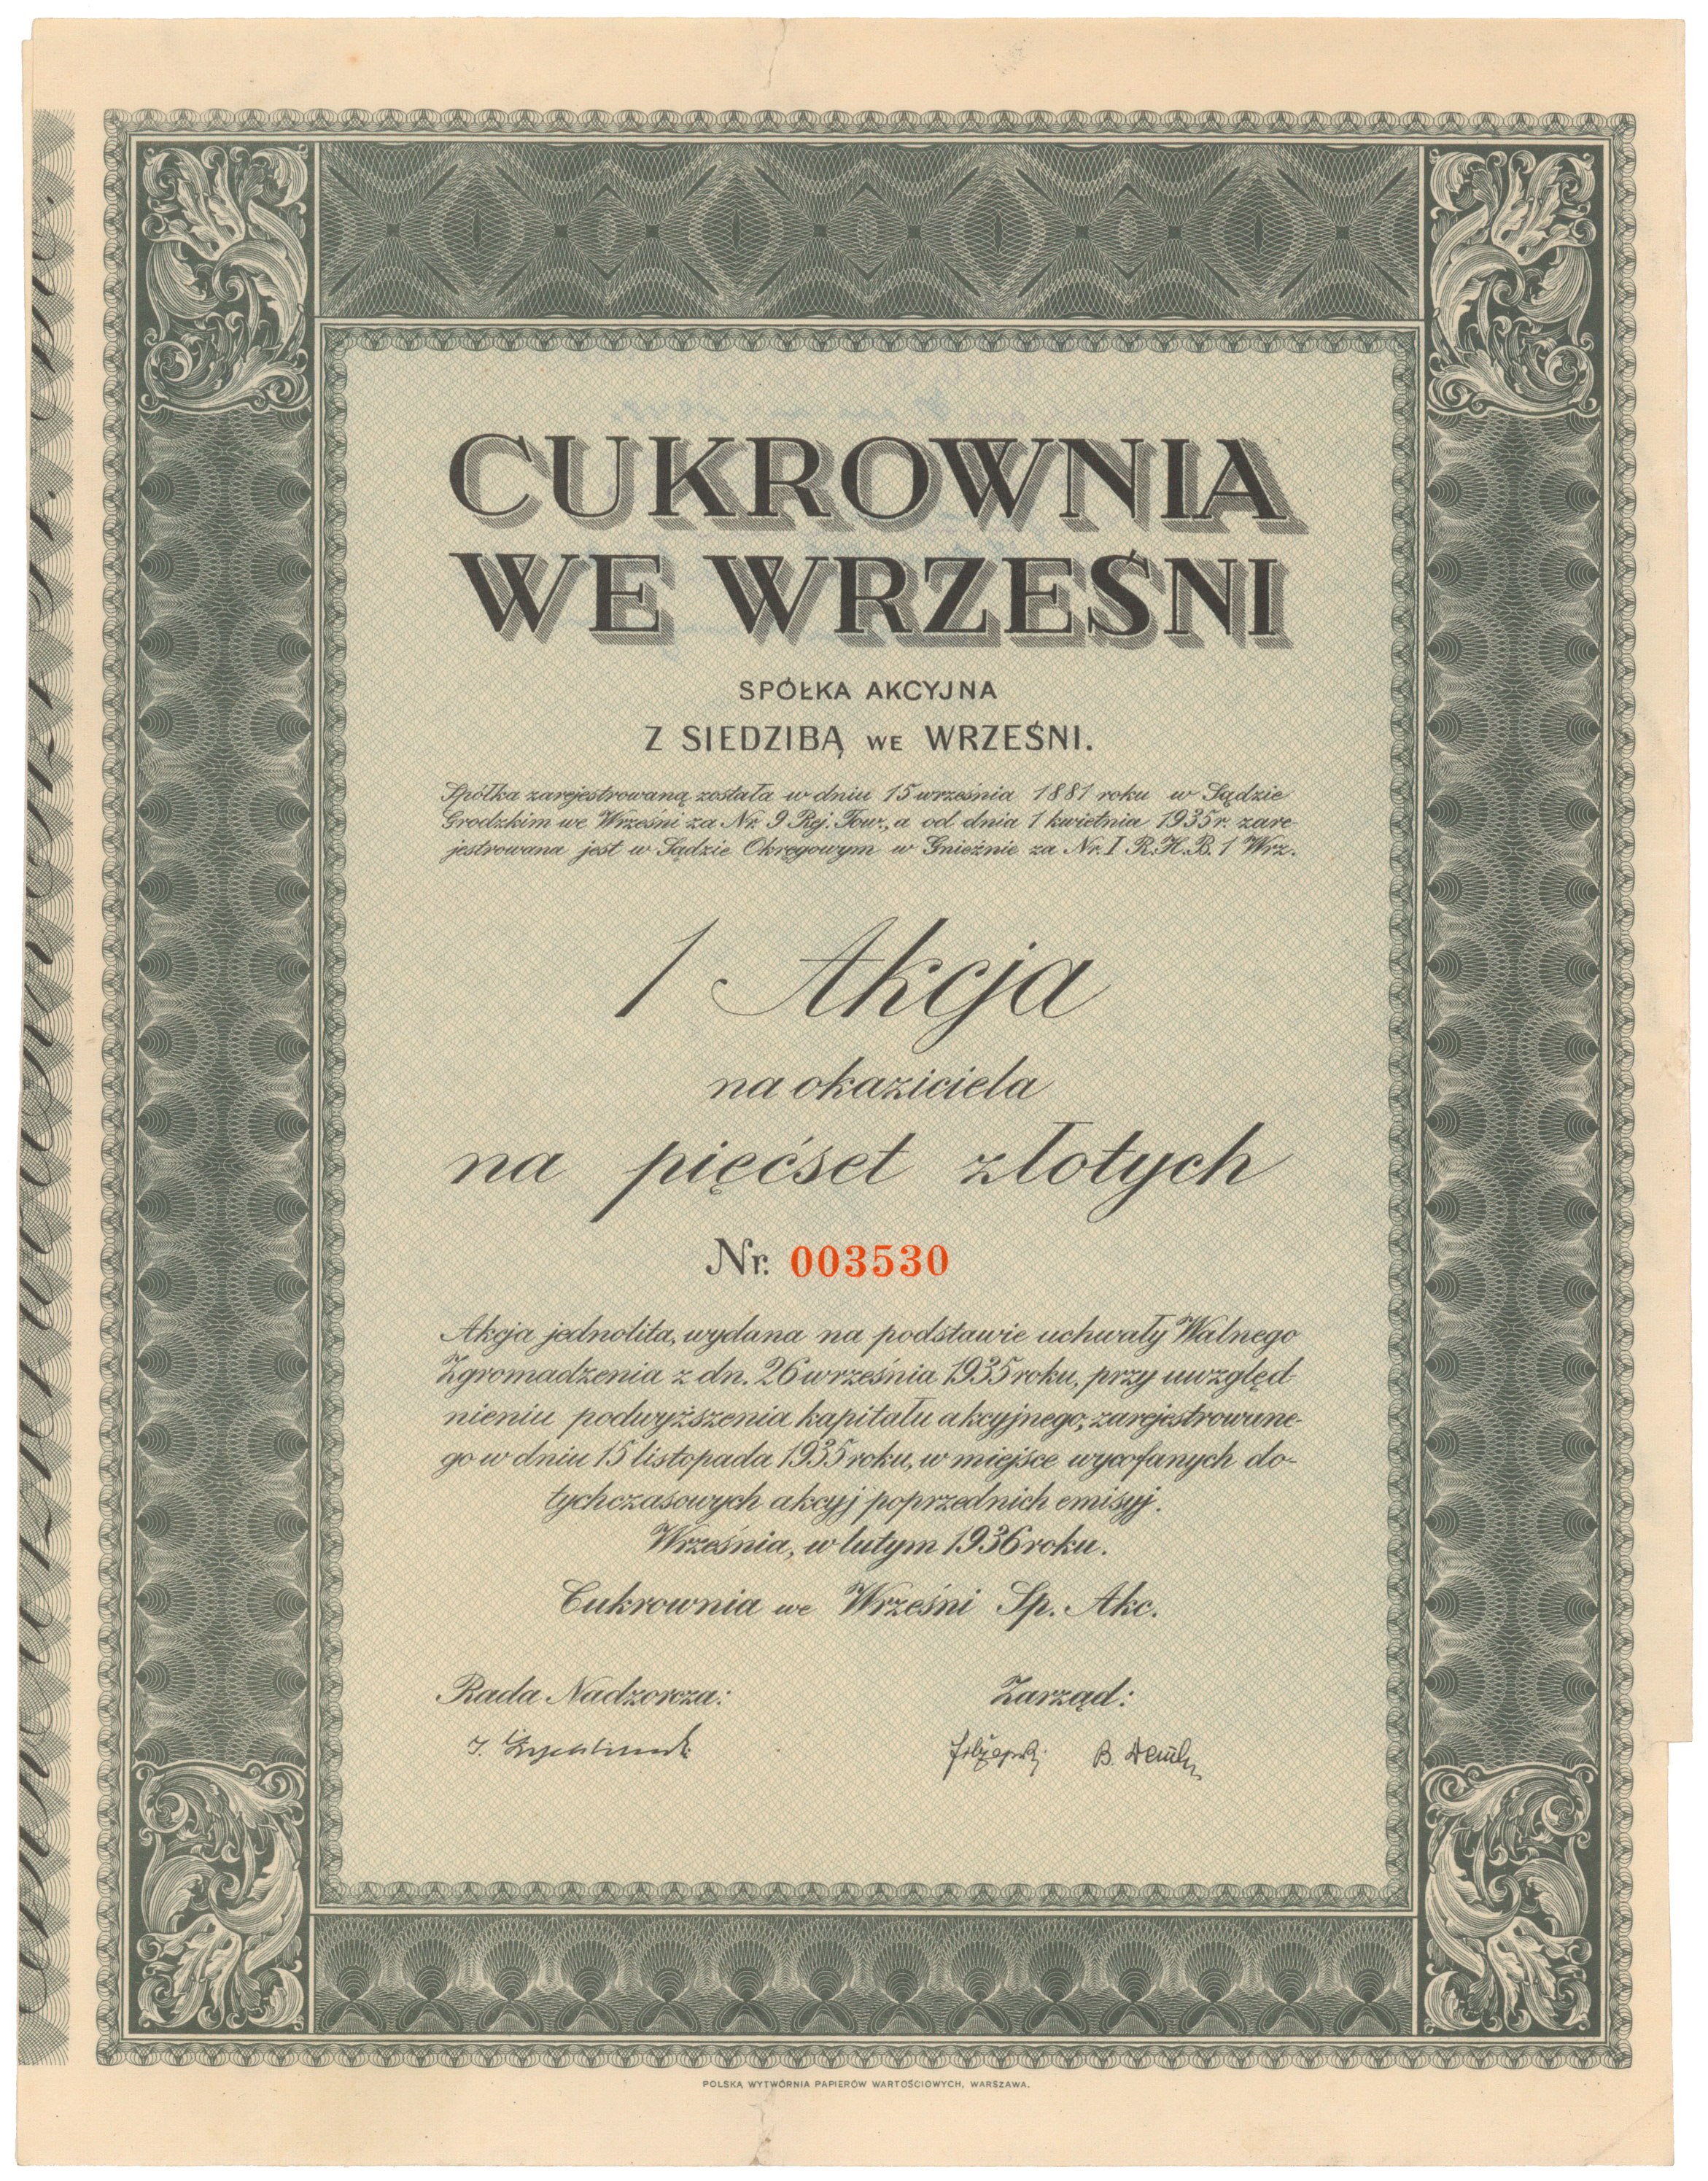 CUKROWNIA
WE WRZEŚNI
SPÓŁKA AKCYJNA
Z SIEDZIBĄ WE WRZEŚNI.
Spółka zarejestrowaną została w dniu 15 września 1881 roku w Sądzie
Grodzkim we Wrześni za Nr. 9 Rej. Tow., a od dnia 1 kwietnia 1935 r. zare-
jestrowana jest w Sądzie Okręgowym w Gnieźnie za Nr. I R.H.B. 1 Wrz.
1 Akcja
na okaziciela
na pięćset złotych
Nr. 003530
Akcja jednolita, wydana na podstawie uchwały Walnego
Zgromadzenia z dn. 26 września 1935 roku, przy uwzględ-
nieniu podwyższenia kapitału akcyjnego, zarejestrowane-
go w dniu 15 listopada 1935 roku, w miejsce wycofanych do-
tychczasowych akcyj poprzednich emisyj.
Września, w lutym 1936 roku.
Cukrownia we Wrześni Sp. Akc.
Rada Nadzorcza:
Zarząd:
POLSKA WYTWÓRNIA PAPIERÓW WARTOŚCIOWYCH, WARSZAWA.